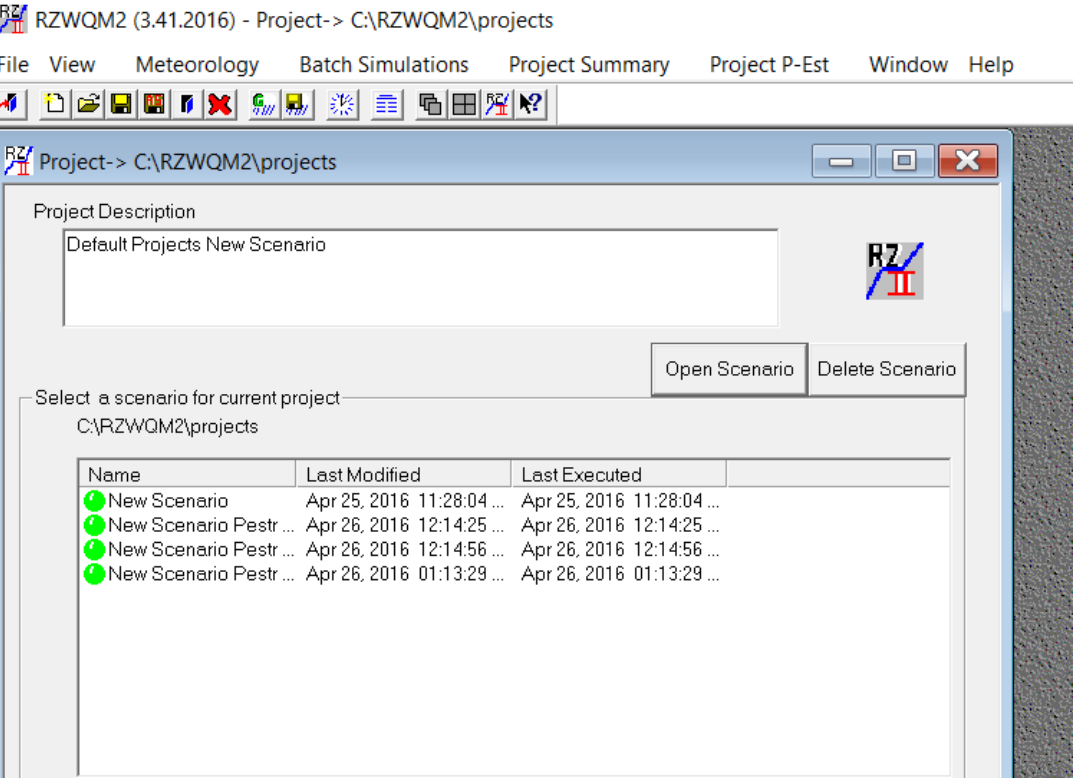 RZWQM2 (3.41.2016) - Project-> C:\RZWQM2\projects
File View Meteorology Batch Simulations Project Summary Project P-Est Window Help
Project-> C:\RZWQM2\projects
Project Description
Default Projects New Scenario
RZ II
Open Scenario Delete Scenario
Select a scenario for current project
C:\RZWQM2\projects
Name Last Modified Last Executed
New Scenario Apr 25, 2016 11:28:04 ... Apr 25, 2016 11:28:04 ...
New Scenario Pestr ... Apr 26, 2016 12:14:25 ... Apr 26, 2016 12:14:25 ...
New Scenario Pestr ... Apr 26, 2016 12:14:56 ... Apr 26, 2016 12:14:56 ...
New Scenario Pestr ... Apr 26, 2016 01:13:29 ... Apr 26, 2016 01:13:29 ...